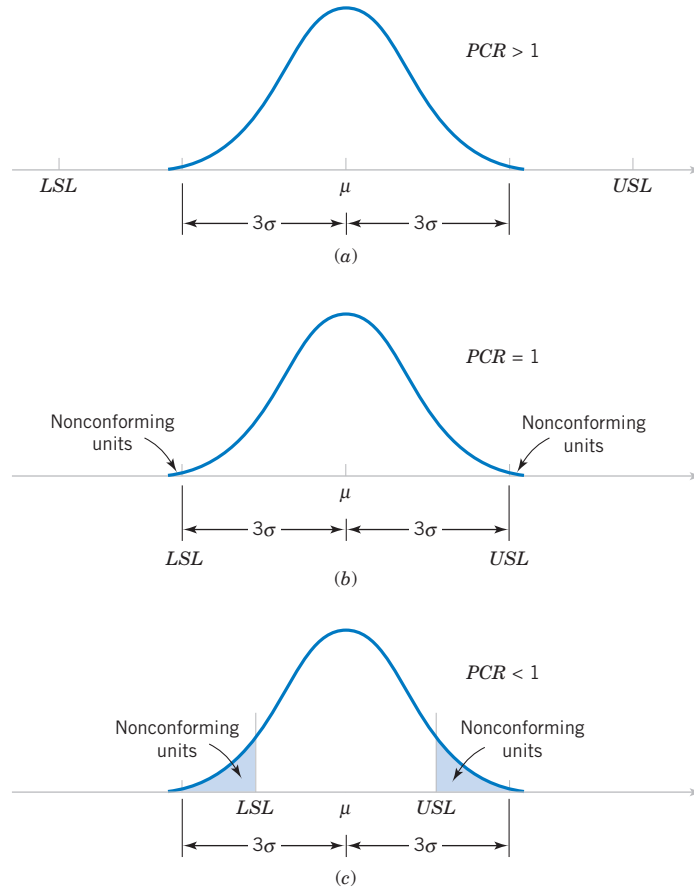 PCR > 1
LSL
μ
USL
3σ
3σ
(a)
PCR = 1
Nonconforming
units
Nonconforming
units
μ
3σ
3σ
LSL
USL
(b)
PCR < 1
Nonconforming
units
Nonconforming
units
LSL
μ
USL
3σ
3σ
(c)